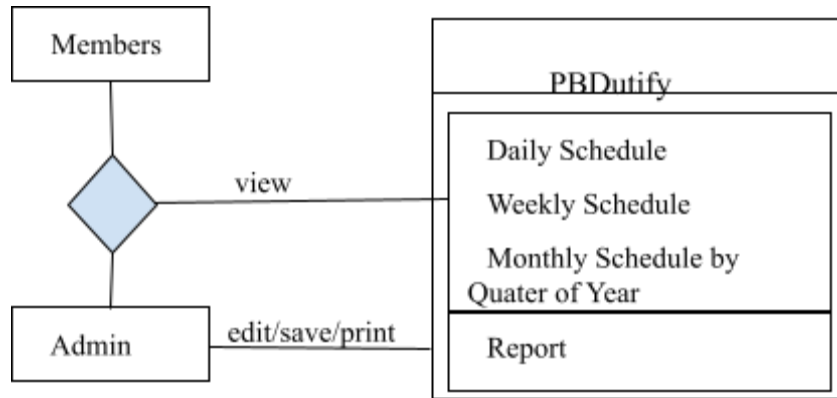 Members
PBDutify
Daily Schedule
view
Weekly Schedule
Monthly Schedule by
Quater of Year
edit/save/print
Admin
Report